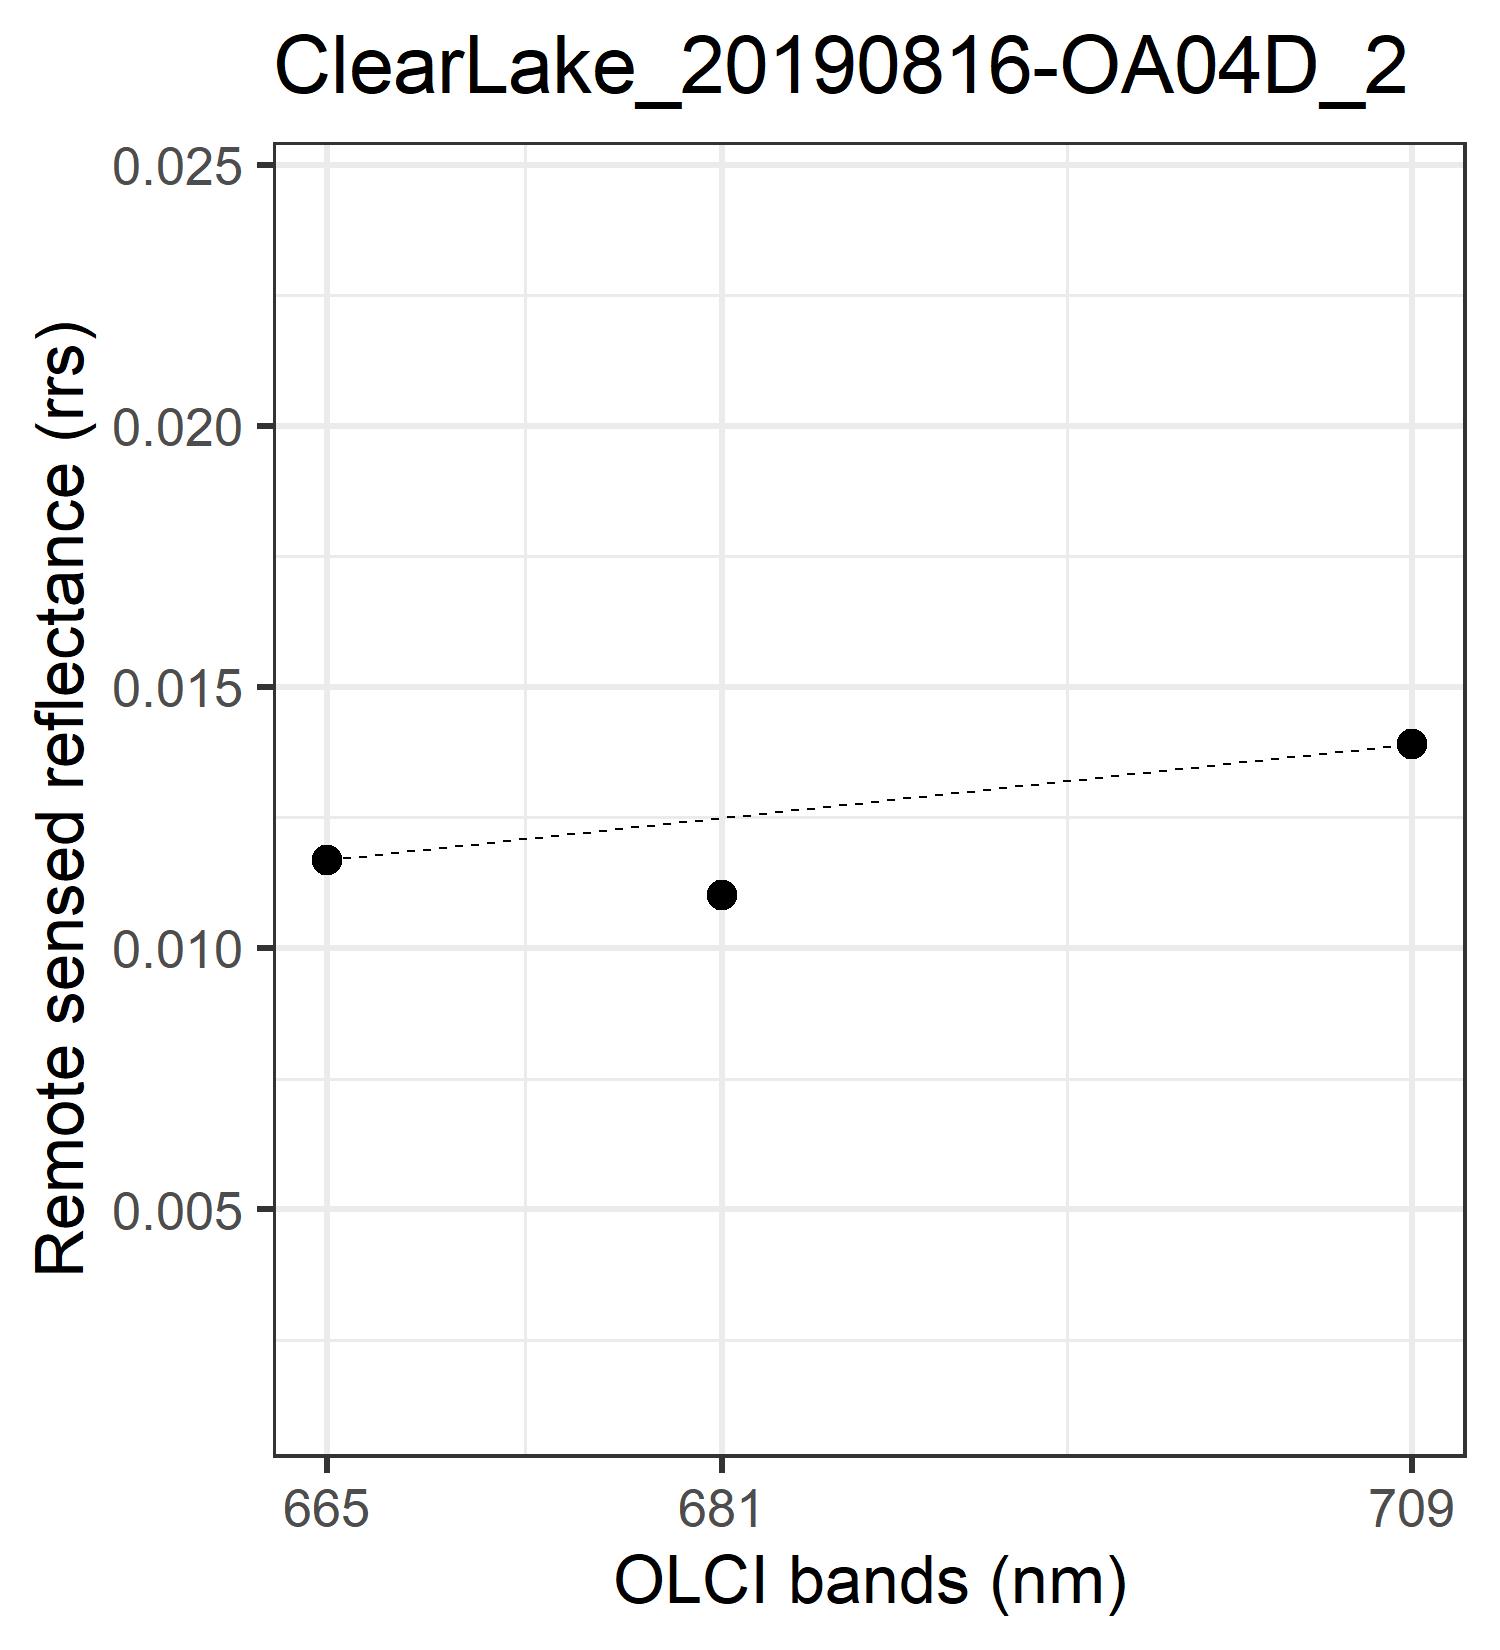 ClearLake_20190816-OA04D_2
Remote sensed reflectance (rrs)
0.025
0.020
0.015
0.010
0.005
665 681 709
OLCI bands (nm)